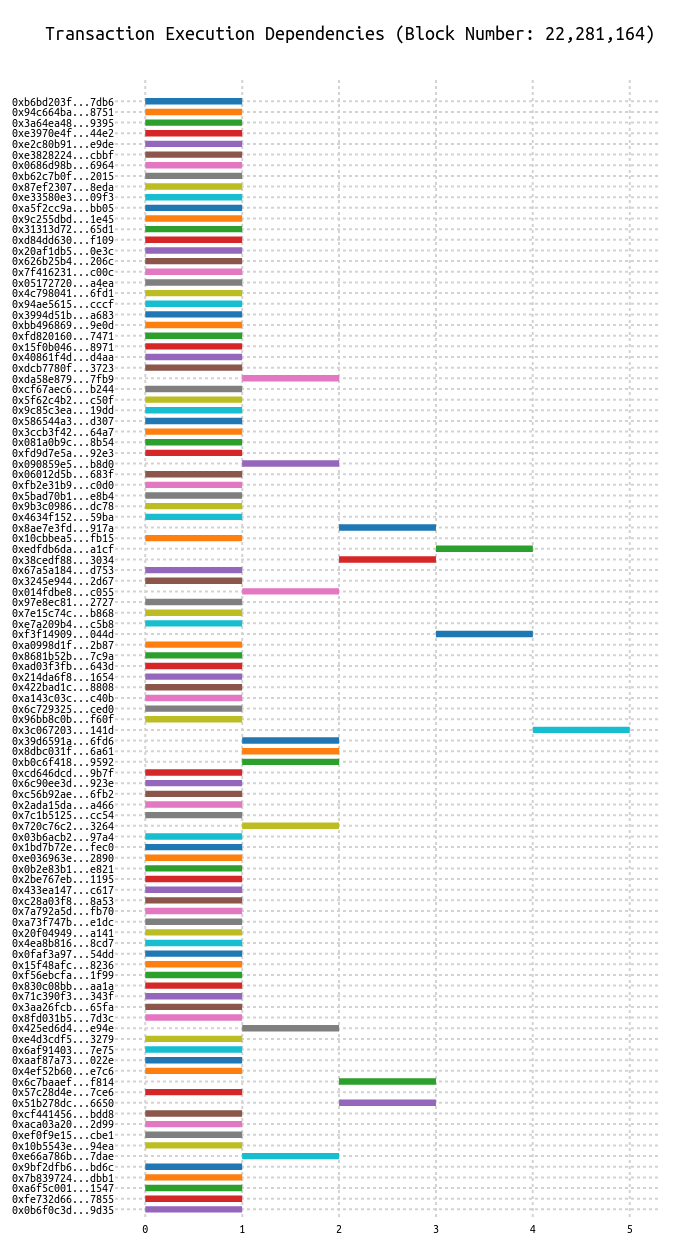 Transaction Execution Dependencies (Block Number: 22,281,164)
0xb6bd203f...7db6
0x94c664ba...8751
0x3a64ea48...9395
0xe3970e4f...44e2
0xe2c80b91...e9de
0xe3828224...cbbf
0x0686d98b...6964
0xb62c7b0f...2015
0x87ef2307...8eda
0xe33580e3...09f3
0xa5f2cc9a...bb05
0x9c255dbd...1e45
0x31313d72...65d1
0xd84dd630...f109
0x20af1db5...0e3c
0x626b25b4...206c
0x7f416231...c00c
0x05172720...a4ea
0x4c798041...6fd1
0x94ae5615...cccf
0x3994d51b...a683
0xbb496869...9e0d
0xfd820160...7471
0x15f0b046...8971
0x40861f4d...d4aa
0xdcb7780f...3723
0xda58e879...7fb9
0xcf67aec6...b244
0x5f62c4b2...c50f
0x9c85c3ea...19dd
0x586544a3...d307
0x3ccb3f42...64a7
0x081a0b9c...8b54
0xfd9d7e5a...92e3
0x090859e5...b8d0
0x06012d5b...683f
0xfb2e31b9...c0d0
0x5bad70b1...e8b4
0x9b3c0986...dc78
0x4634f152...59ba
0x8ae7e3fd...917a
0x10cbbea5...fb15
0xedfdb6da...a1cf
0x38cedf88...3034
0x67a5a184...d753
0x3245e944...2d67
0x014fdbe8...c055
0x97e8ec81...2727
0x7e15c74c...b868
0xe7a209b4...c5b8
0xf3f14909...044d
0xa0998d1f...2b87
0x8681b52b...7c9a
0xad03f3fb...643d
0x214da6f8...1654
0x422bad1c...8808
0xa143c03c...c40b
0x6c729325...ced0
0x96bb8c0b...f60f
0x3c067203...141d
0x39d6591a...6fd6
0x8dbc031f...6a61
0xb0c6f418...9592
0xcd646dcd...9b7f
0x6c90ee3d...923e
0xc56b92ae...6fb2
0x2ada15da...a466
0x7c1b5125...cc54
0x720c76c2...3264
0x03b6acb2...97a4
0x1bd7b72e...fec0
0xe036963e...2890
0x0b2e83b1...e821
0x2be767eb...1195
0x433ea147...c617
0xc28a03f8...8a53
0x7a792a5d...fb70
0xa73f747b...e1dc
0x20f04949...a141
0x4ea8b816...8cd7
0x0faf3a97...54dd
0x15f48afc...8236
0xf56ebcfa...1f99
0x830c08bb...aa1a
0x71c390f3...343f
0x3aa26fcb...65fa
0x8fd031b5...7d3c
0x425ed6d4...e94e
0xe4d3cdf5...3279
0x6af91403...7e75
0xaaf87a73...022e
0x4ef52b60...e7c6
0x6c7baaef...f814
0x57c28d4e...7ce6
0x51b278dc...6650
0xcf441456...bdd8
0xaca03a20...2d99
0xef0f9e15...cbe1
0x10b5543e...94ea
0xe66a786b...7dae
0x9bf2dfb6...bd6c
0x7b839724...dbb1
0xa6f5c001...1547
0xfe732d66...7855
0x0b6f0c3d...9d35
0 1 2 3 4 5